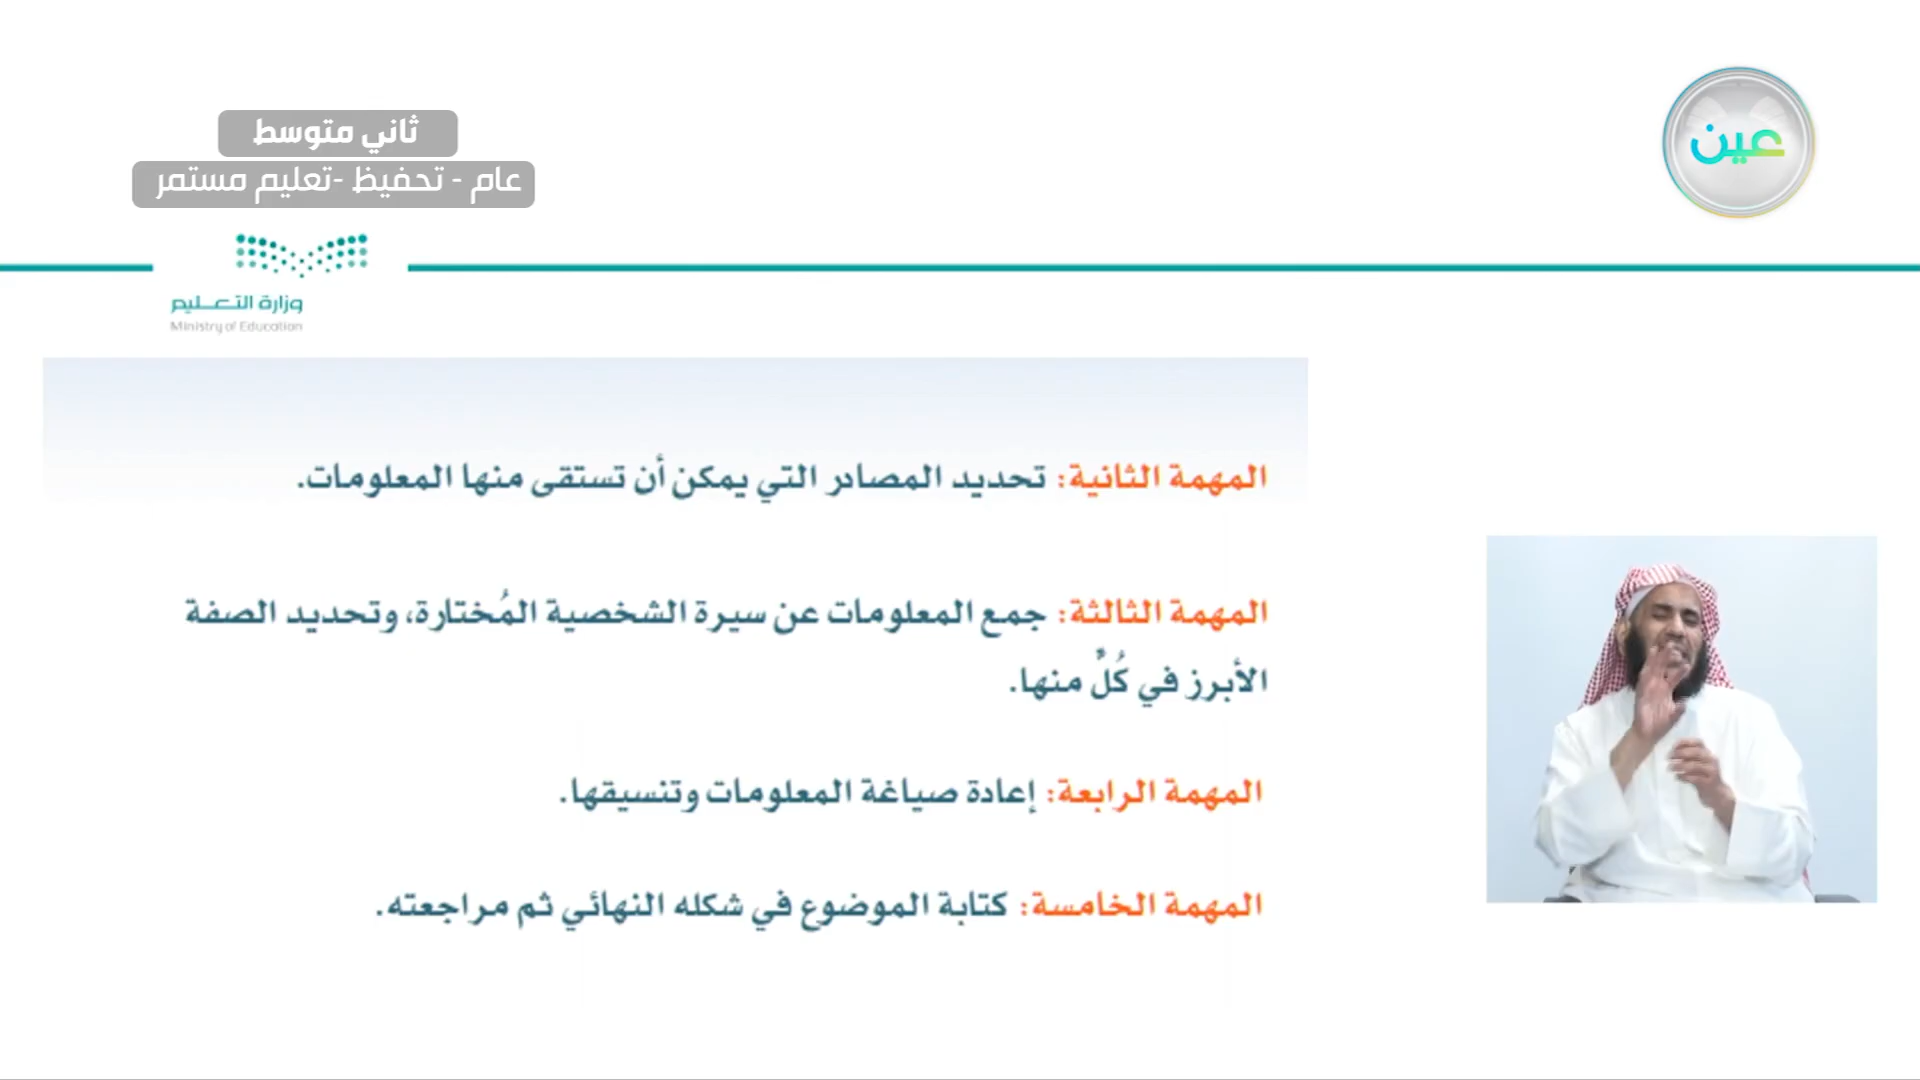 ثاني متوسط
عام - تحفيظ -تعليم مستمر
عين
وزارة التعـــليم
Ministry of Education
المهمة الثانية: تحديد المصادر التي يمكن أن تستقى منها المعلومات.
المهمة الثالثة: جمع المعلومات عن سيرة الشخصية المُختارة، وتحديد الصفة
الأبرز في كُلٍّ منها.
المهمة الرابعة: إعادة صياغة المعلومات وتنسيقها.
المهمة الخامسة: كتابة الموضوع في شكله النهائي ثم مراجعته.